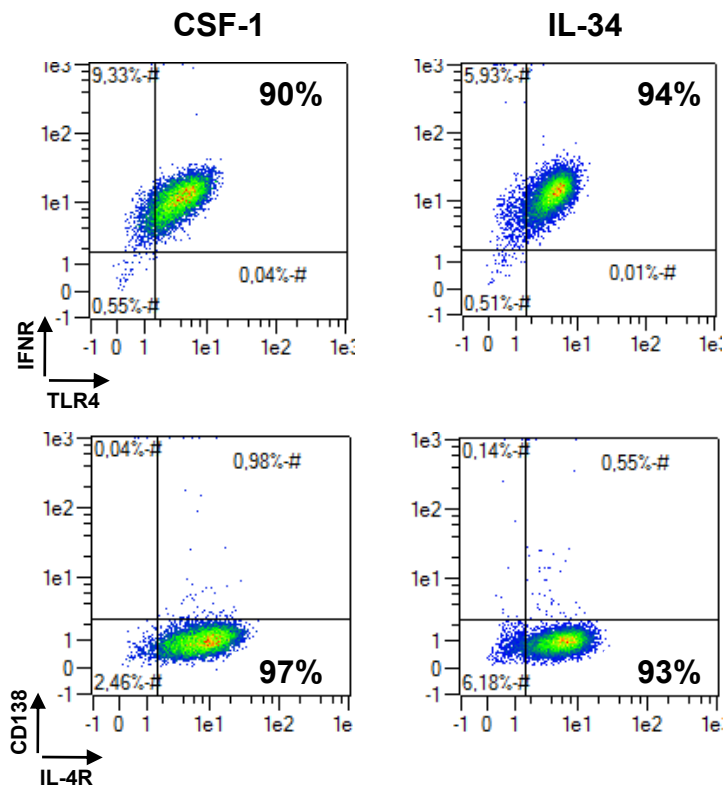 CSF-1 IL-34
1e3 9,33%-# 90% 1e3 5,93%-# 94%
1e2 1e2
1e1 1e1
1 0,04%-# 1 0,01%-#
0 0
-1 0,55%-# -1 0,51%-#
-1 0 1 1e1 1e2 1e3 -1 0 1 1e1 1e2 1e3
IFNR
TLR4
1e3 0,04%-# 0,98%-# 1e3 0,14%-# 0,55%-#
1e2 1e2
1e1 1e1
1 1
0 97% 0 93%
-1 2,46%-# -1 6,18%-#
-1 0 1 1e1 1e2 1e -1 0 1 1e1 1e2 1e3
CD138
IL-4R